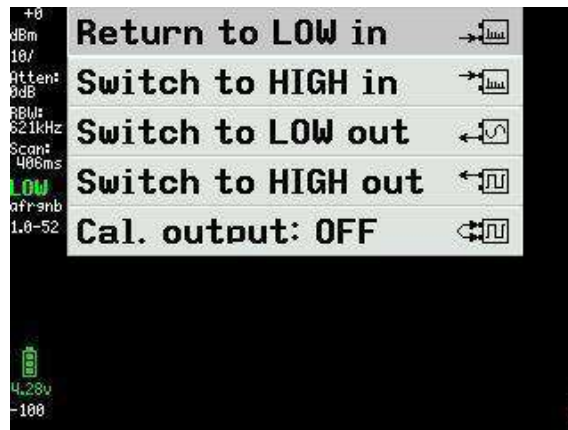 +0
dBm
10/
Atten:
0dB
RBW:
621kHz
Scan:
406ms
LOW
afrgnb
1.0-52
4.28v
-100
Return to LOW in
Switch to HIGH in
Switch to LOW out
Switch to HIGH out
Cal. output: OFF